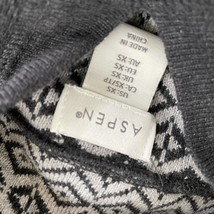 ASPEN®
US:XS
CA:XS/TP
UK:XS
EU:XS
AU:XS
MADE IN
CHINA